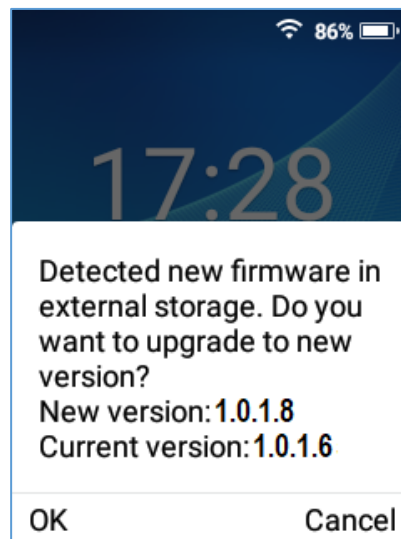 86%
17:28
Detected new firmware in
external storage. Do you
want to upgrade to new
version?
New version:1.0.1.8
Current version:1.0.1.6
OK Cancel